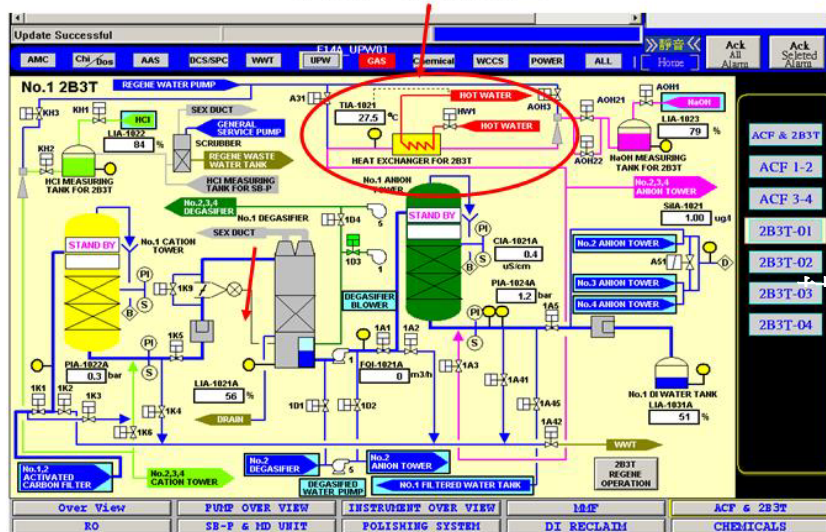 Update Successful
F14A_UPW01
靜音
Home
Ack
All
Alarm
Ack
Seleted
Alarm
AMC
Chi/Dos
AAS
DCS/SPC
WWT
UPW
GAS
Chemical
WCCS
POWER
ALL
No.1 2B3T
REGENE WATER PUMP
KH3
KH1
HCl
LIA-1022
84 %
KH2
HCl MEASURING
TANK FOR 2B3T
SEX DUCT
SCRUBBER
GENERAL
SERVICE PUMP
REGENE WASTE
WATER TANK
HCl MEASURING
TANK FOR SB-P
A31
TIA-1021
27.5 ℃
HOT WATER
HW1
HOT WATER
HEAT EXCHANGER FOR 2B3T
AOH3
AOH21
AOH1
NaOH
LIA-1023
79 %
AOH22
NaOH MEASURING
TANK FOR 2B3T
No.2,3,4
ANION TOWER
STAND BY
No.1 CATION
TOWER
PI
S
B
No.2,3,4
DEGASIFIER
No.1 DEGASIFIER
SEX DUCT
1K9
1D4
5
1D3
1
DEGASIFIER
BLOWER
No.1 ANION
TOWER
STAND BY
CIA-1021A
0.4
uS/cm
B
PIA-1024A
1.2 bar
PI
S
SilA-1021
1.00 ug/l
No.2 ANION TOWER
A51
D
No.3 ANION TOWER
No.4 ANION TOWER
1A5
PIA-1022A
0.3 bar
PI
S
1K5
1K1
1K2
1K3
1K4
1K6
LIA-1021A
56 %
DRAIN
1
1A1
1A2
FQI-1021A
0 m3/h
1D1
1D2
1A3
1A41
1A45
1A42
No.1 DI WATER TANK
LIA-1031A
51 %
WWT
No.1,2
ACTIVATED
CARBON FILTER
No.2,3,4
CATION TOWER
No.2
DEGASIFIER
5
DEGASIFIED
WATER PUMP
No.2
ANION TOWER
No.1 FILTERED WATER TANK
2B3T
REGENE
OPERATION
ACF & 2B3T
ACF 1-2
ACF 3-4
2B3T-01
2B3T-02
2B3T-03
2B3T-04
Over View
PUMP OVER VIEW
INSTRUMENT OVER VIEW
MMF
ACF & 2B3T
RO
SB-P & MD UNIT
POLISHING SYSTEM
DI RECLAIM
CHEMICALS